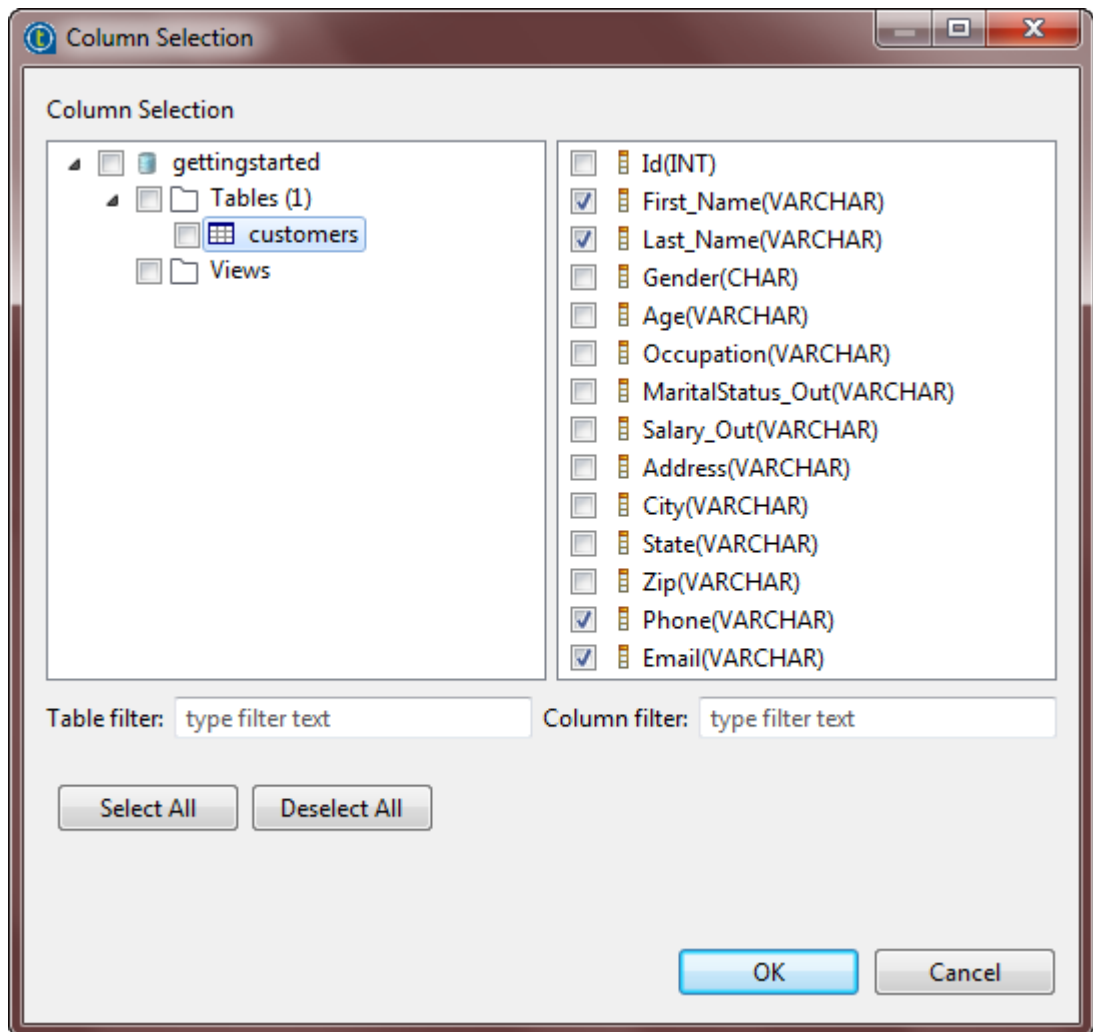 Column Selection
Column Selection
gettingstarted
Tables (1)
customers
Views
Id(INT)
First_Name(VARCHAR)
Last_Name(VARCHAR)
Gender(CHAR)
Age(VARCHAR)
Occupation(VARCHAR)
MaritalStatus_Out(VARCHAR)
Salary_Out(VARCHAR)
Address(VARCHAR)
City(VARCHAR)
State(VARCHAR)
Zip(VARCHAR)
Phone(VARCHAR)
Email(VARCHAR)
Table filter: type filter text Column filter: type filter text
Select All Deselect All
OK Cancel